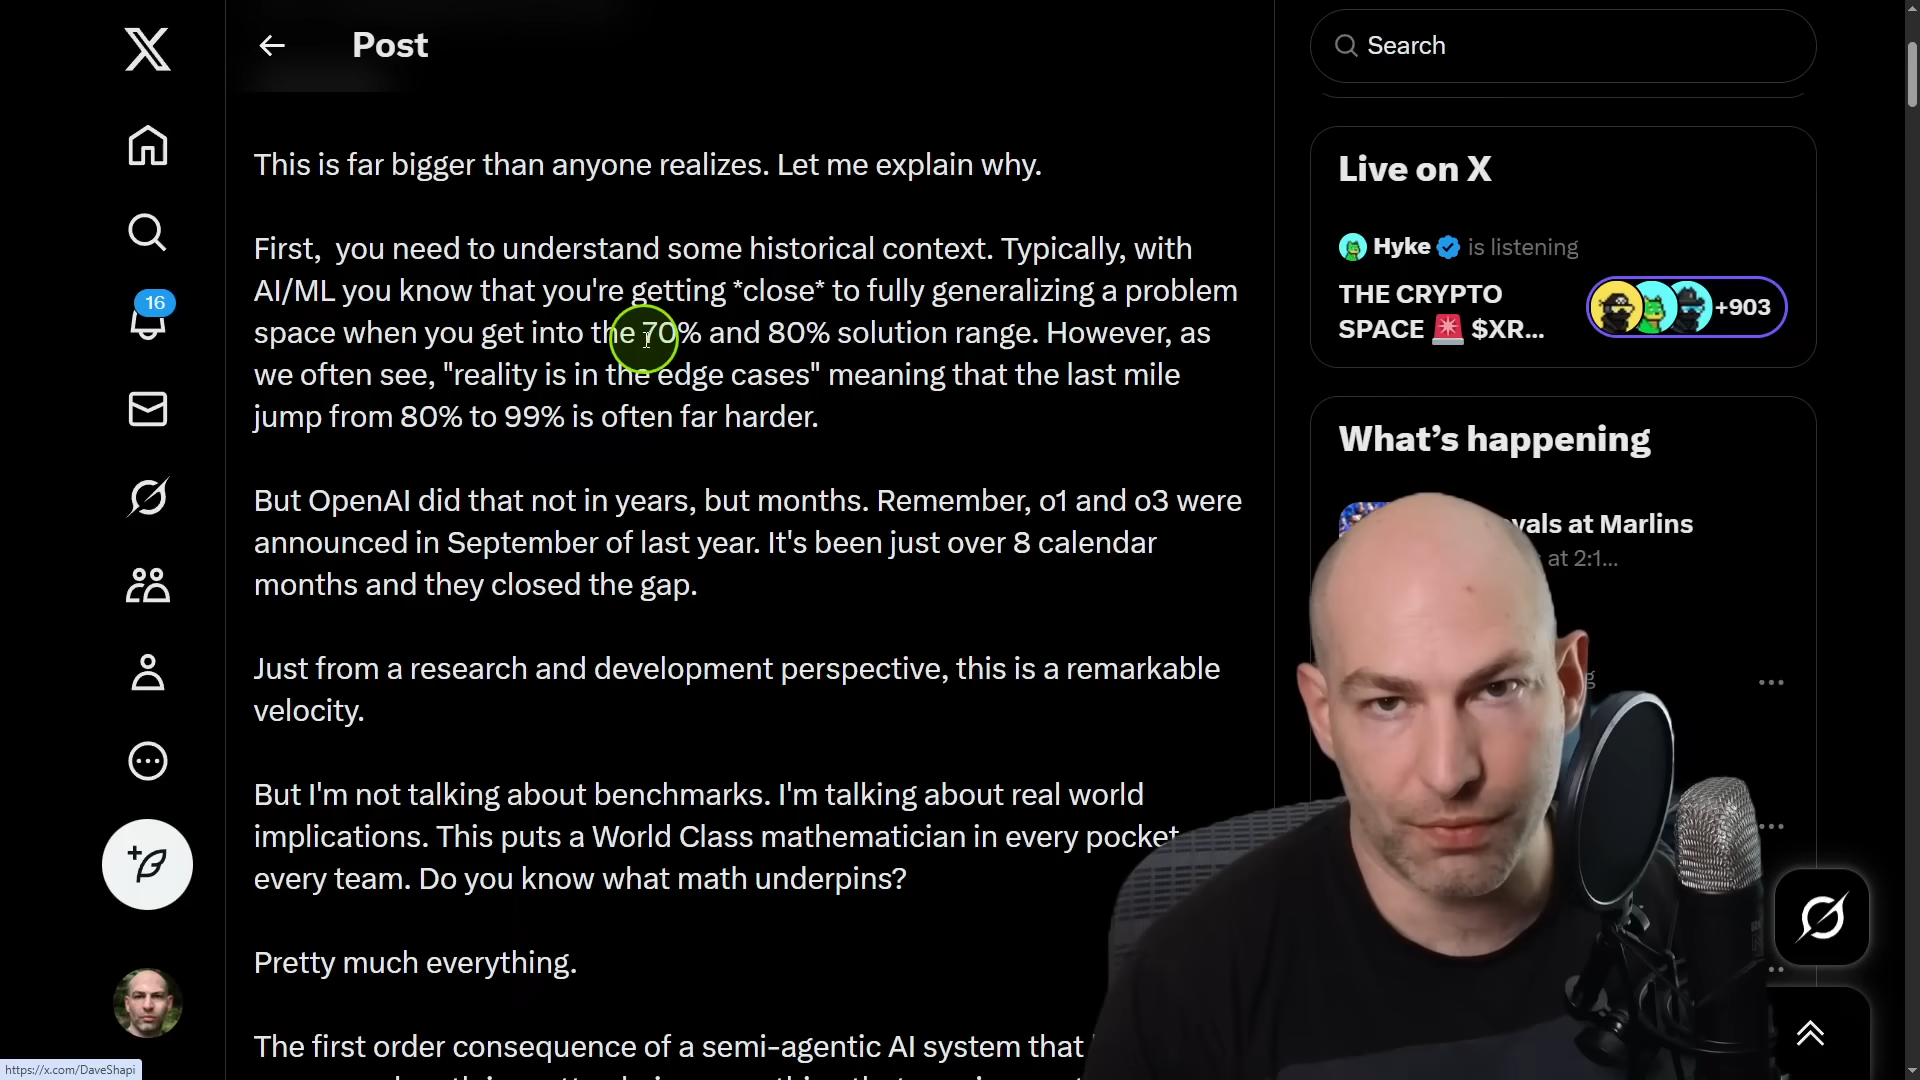 Post
Search
This is far bigger than anyone realizes. Let me explain why.
First,  you need to understand some historical context. Typically, with
AI/ML you know that you're getting *close* to fully generalizing a problem
space when you get into the 70% and 80% solution range. However, as
we often see, "reality is in the edge cases" meaning that the last mile
jump from 80% to 99% is often far harder.
But OpenAI did that not in years, but months. Remember, o1 and o3 were
announced in September of last year. It's been just over 8 calendar
months and they closed the gap.
Just from a research and development perspective, this is a remarkable
velocity.
But I'm not talking about benchmarks. I'm talking about real world
implications. This puts a World Class mathematician in every pocket
every team. Do you know what math underpins?
Pretty much everything.
The first order consequence of a semi-agentic AI system that
16
Live on X
Hyke is listening
THE CRYPTO
SPACE 🚨 $XR...
+903
What's happening
vals at Marlins
at 2:1...
https://x.com/DaveShapi